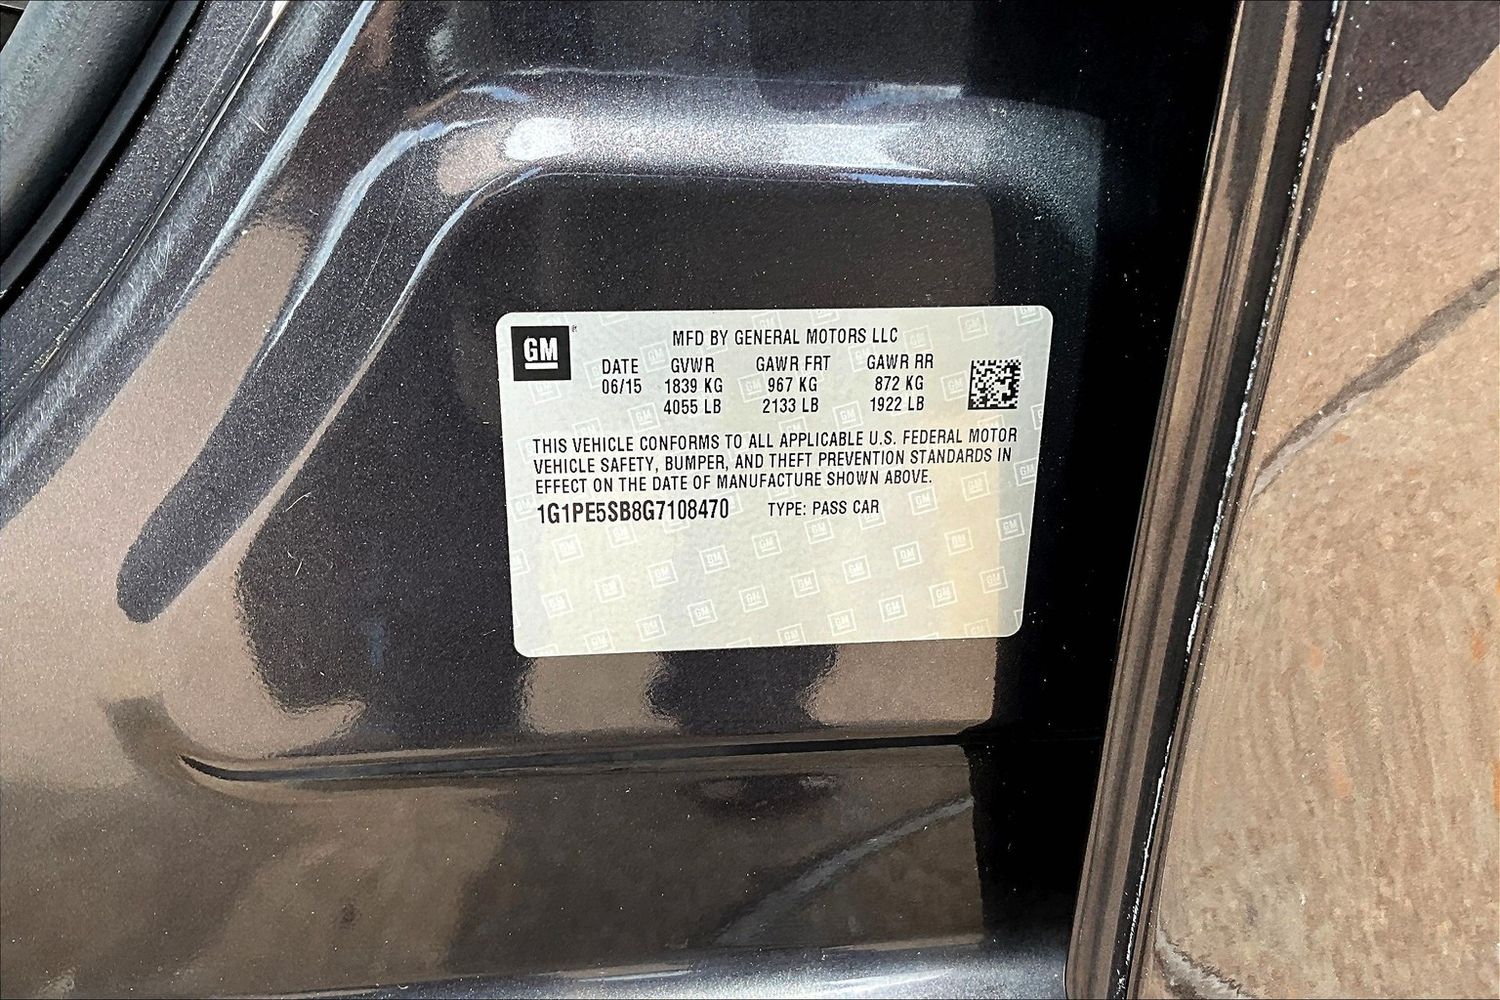 GM
MFD BY GENERAL MOTORS LLC
DATE GVWR GAWR FRT GAWR RR
06/15 1839 KG 967 KG 872 KG
4055 LB 2133 LB 1922 LB
THIS VEHICLE CONFORMS TO ALL APPLICABLE U.S. FEDERAL MOTOR
VEHICLE SAFETY, BUMPER, AND THEFT PREVENTION STANDARDS IN
EFFECT ON THE DATE OF MANUFACTURE SHOWN ABOVE.
1G1PE5SB8G7108470 TYPE: PASS CAR